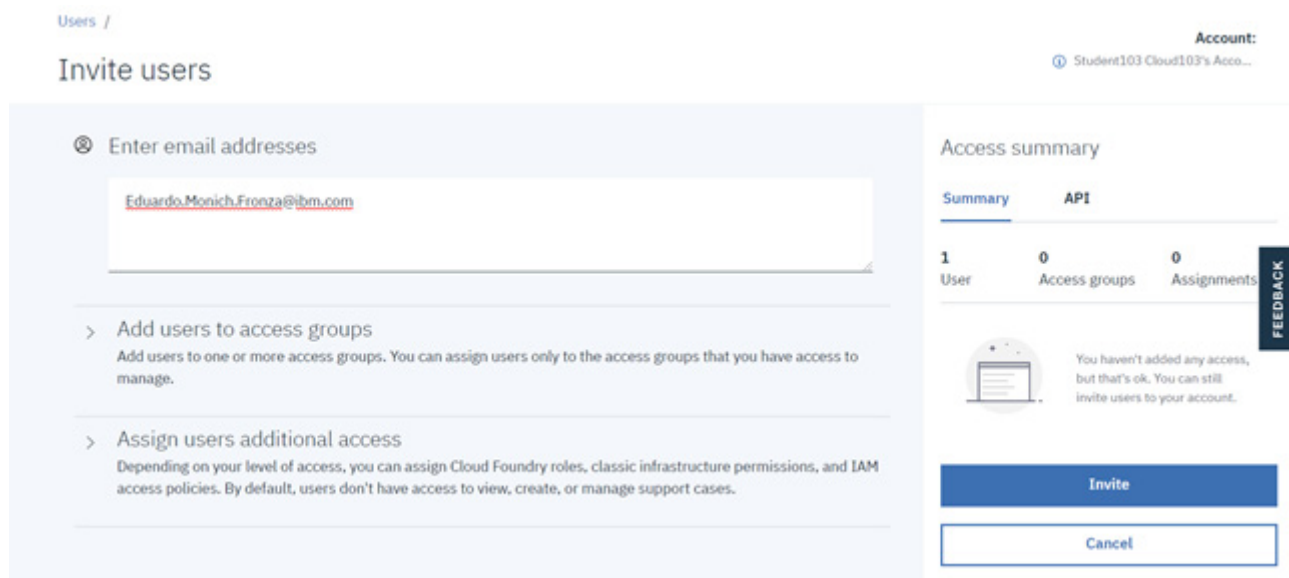 Users /
Invite users
Account:
Student103 Cloud103's Acco...
Enter email addresses
Eduardo.Monich.Fronza@ibm.com
Add users to access groups
Add users to one or more access groups. You can assign users only to the access groups that you have access to
manage.
Assign users additional access
Depending on your level of access, you can assign Cloud Foundry roles, classic infrastructure permissions, and IAM
access policies. By default, users don't have access to view, create, or manage support cases.
Access summary
Summary API
1 0 0
User Access groups Assignments
You haven't added any access,
but that's ok. You can still
invite users to your account.
Invite
Cancel
FEEDBACK